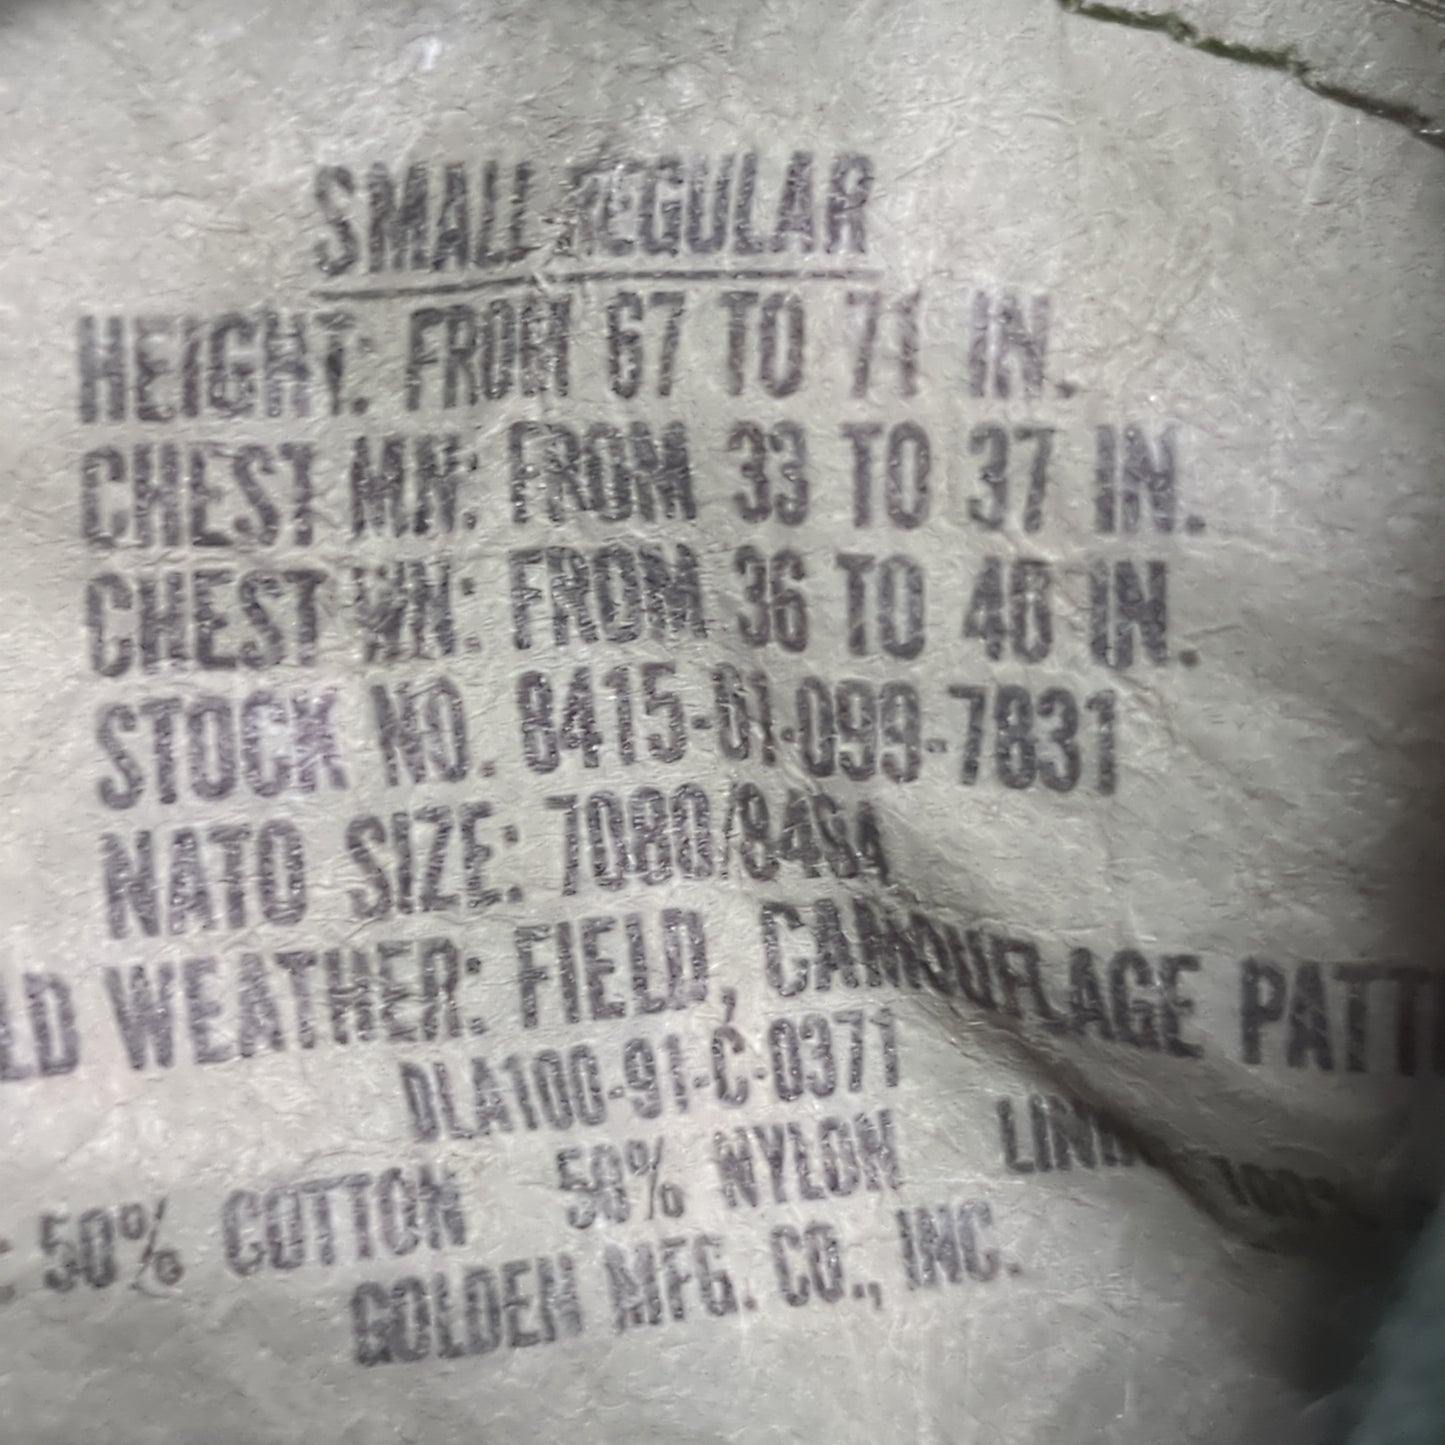 SMALL REGULAR
HEIGHT: FROM 67 TO 71 IN.
CHEST MN: FROM 33 TO 37 IN.
CHEST WN: FROM 36 TO 40 IN.
STOCK NO. 8415-01-099-7831
NATO SIZE: 7080/9494
LD WEATHER: FIELD, CAMOUFLAGE PATT
DLA100-91-C-0371
: 50% COTTON 50% NYLON
GOLDEN MFG. CO., INC.